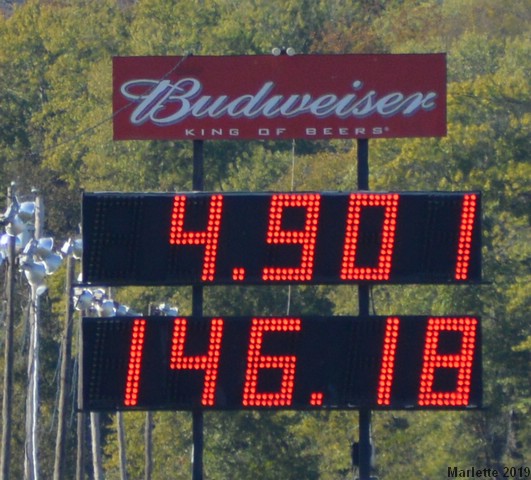 Budweiser
KING OF BEERS®
4.901
146.18
Marlette 2019